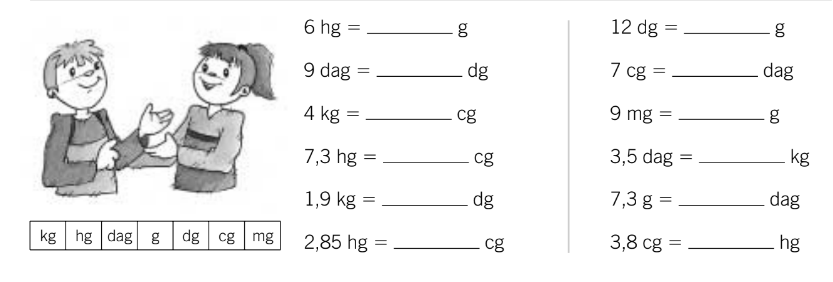 6 hg = ________ g
9 dag = ________ dg
4 kg = ________ cg
7,3 hg = ________ cg
1,9 kg = ________ dg
2,85 hg = ________ cg
12 dg = ________ g
7 cg = ________ dag
9 mg = ________ g
3,5 dag = ________ kg
7,3 g = ________ dag
3,8 cg = ________ hg
kg hg dag g dg cg mg